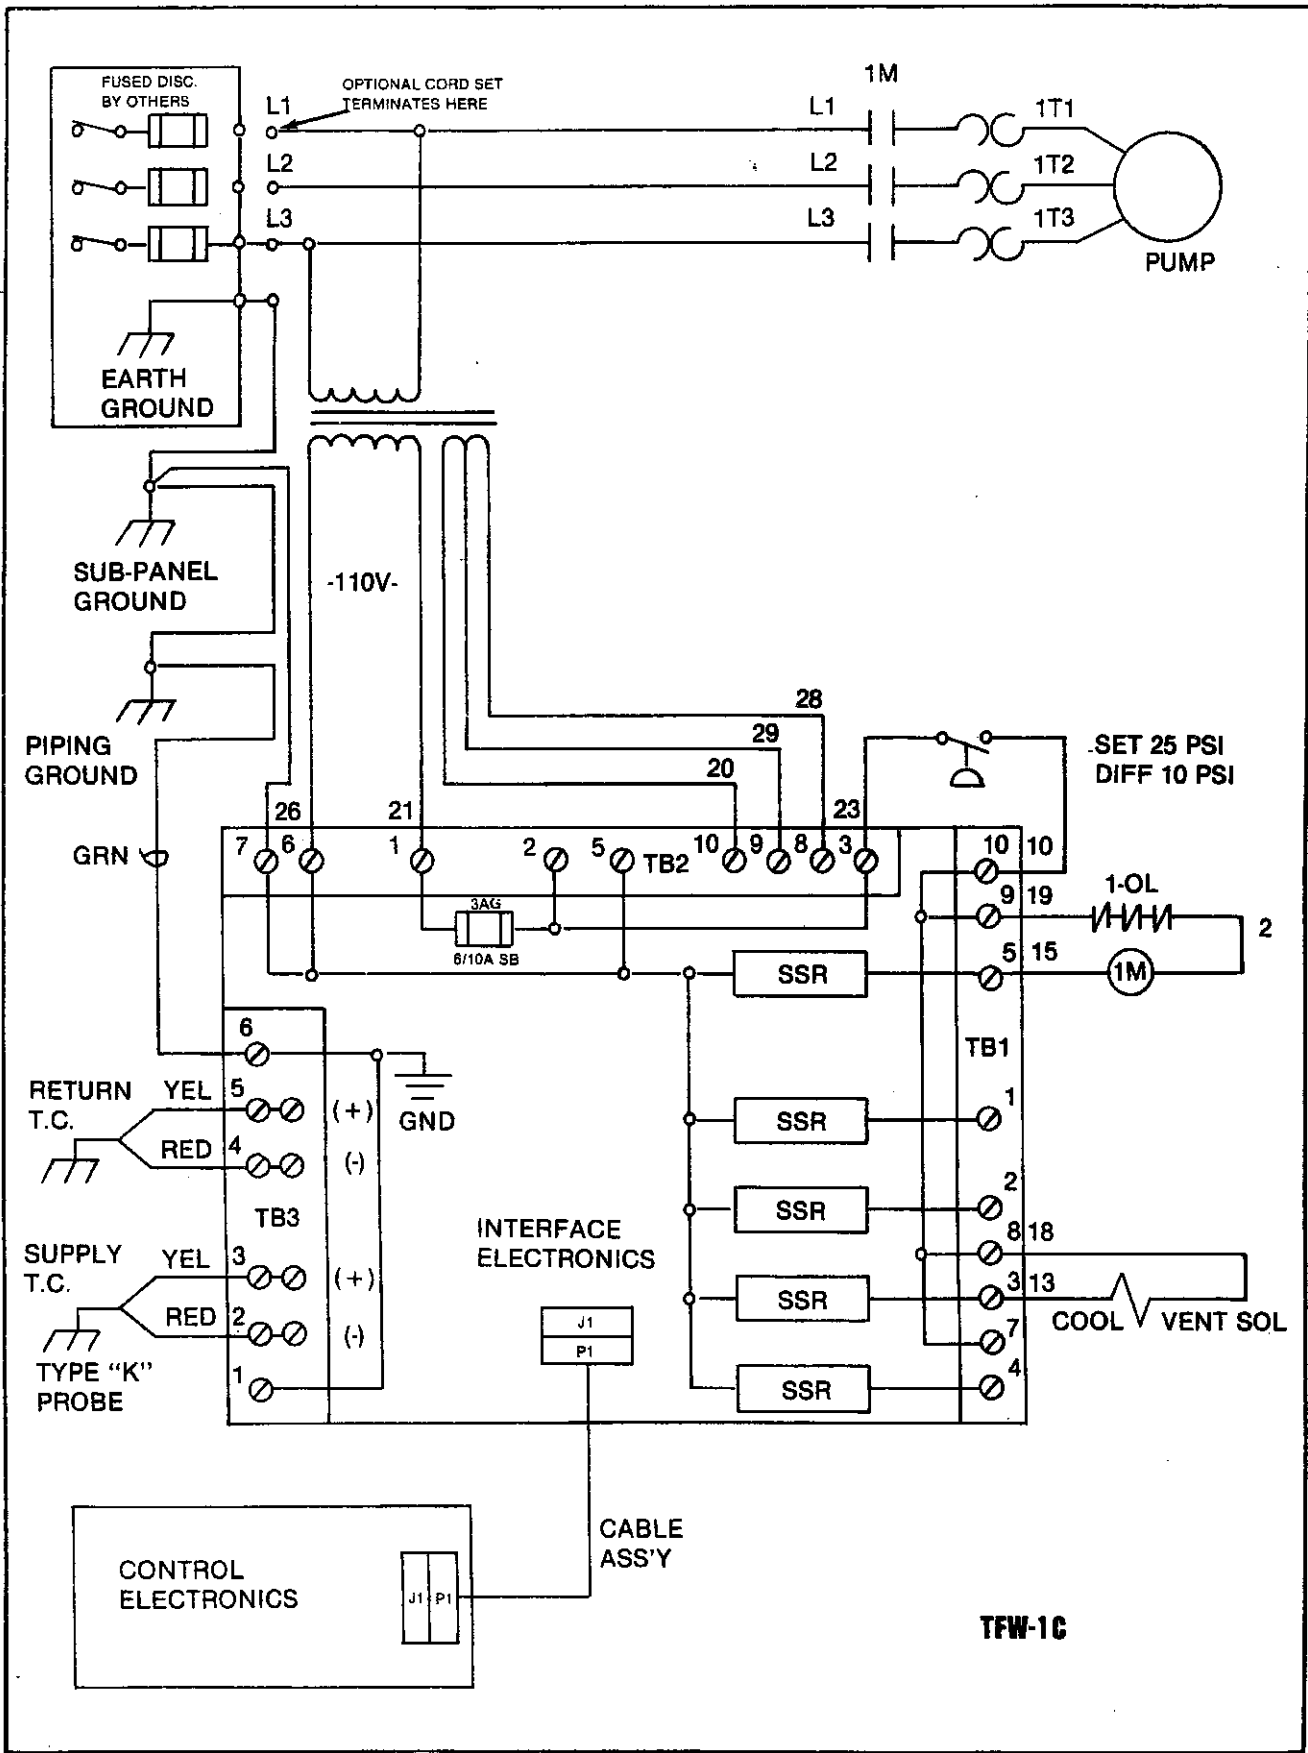 FUSED DISC.
BY OTHERS
OPTIONAL CORD SET
TERMINATES HERE
1M
L1
L1
1T1
L2
L2
1T2
L3
L3
1T3
PUMP
EARTH
GROUND
SUB-PANEL
GROUND
-110V-
PIPING
GROUND
28
29
20
SET 25 PSI
DIFF 10 PSI
26
21
23
GRN
7
6
1
2
5
TB2
10
9
8
3
10
10
1-OL
9
19
2
3AG
6/10A SB
SSR
5
15
1M
6
TB1
RETURN
T.C.
YEL
5
(+)
GND
SSR
1
RED
4
(-)
TB3
INTERFACE
ELECTRONICS
SSR
2
8
18
SUPPLY
T.C.
YEL
3
(+)
SSR
3
13
COOL
VENT SOL
RED
2
(-)
J1
P1
7
TYPE “K”
PROBE
1
SSR
4
CABLE
ASS'Y
CONTROL
ELECTRONICS
J1
P1
TFW-1C